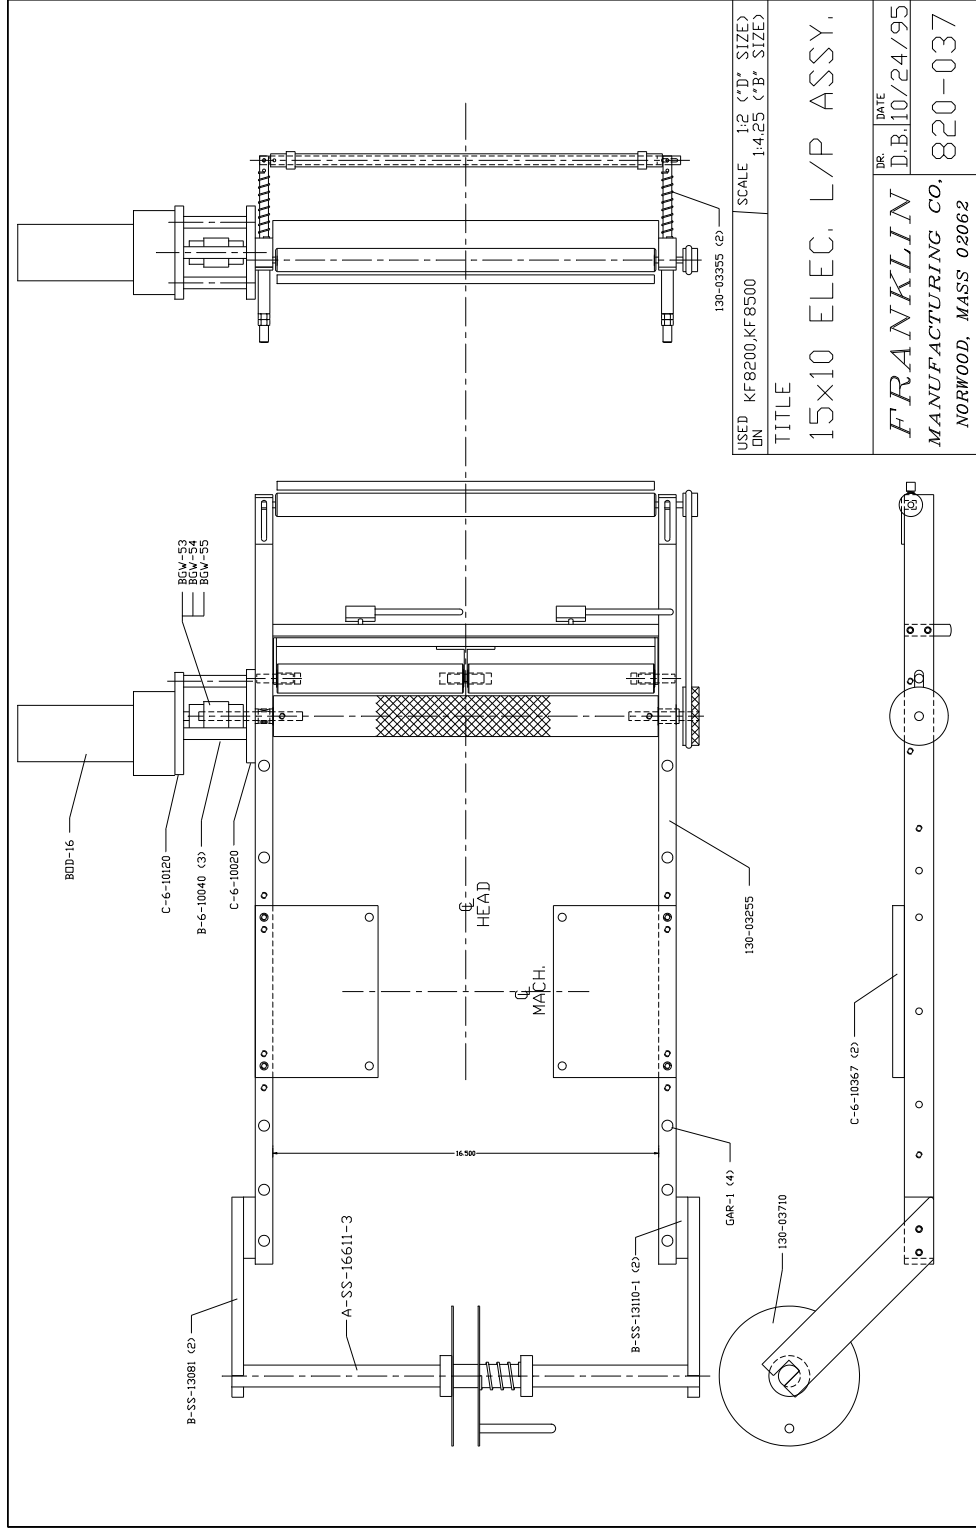 BOD-16
C-6-10120
B-6-10040 (3)
C-6-10020
BGW-53
BGW-54
BGW-55
B-SS-13081 (2)
A-SS-16611-3
16.500
℄
HEAD
℄
MACH.
B-SS-13110-1 (2)
GAR-1 (4)
130-03255
130-03355 (2)
130-03710
C-6-10367 (2)
USED ON KF8200,KF8500
SCALE 1:2 ("D" SIZE)
1:4.25 ("B" SIZE)
TITLE
15x10 ELEC. L/P ASSY.
FRANKLIN
MANUFACTURING CO.
NORWOOD, MASS 02062
DR. D.B.
DATE 10/24/95
820-037